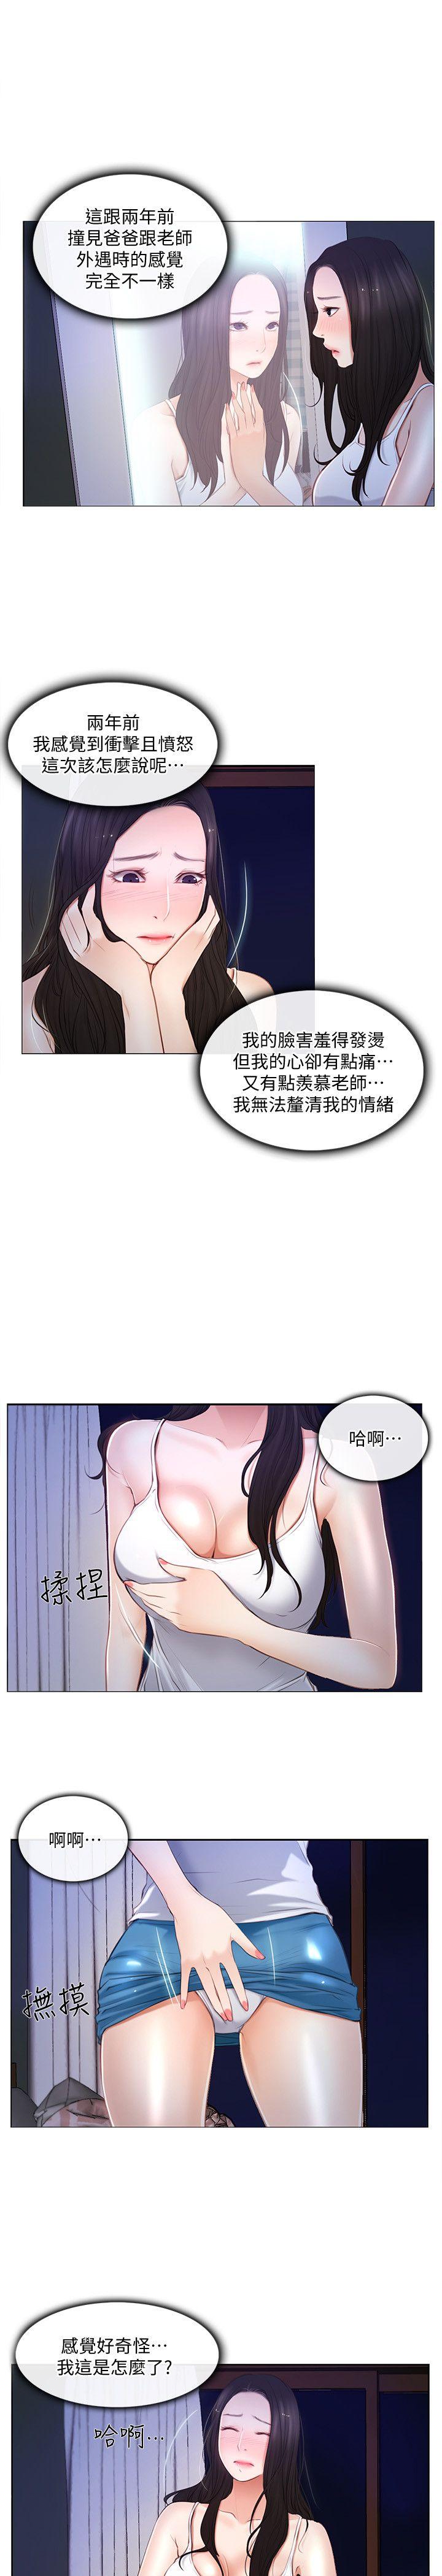 這跟兩年前
撞見爸爸跟老師
外遇時的感覺
完全不一樣
兩年前
我感覺到衝擊且憤怒
這次該怎麼說呢⋯
我的臉害羞得發燙
但我的心卻有點痛⋯
又有點羨慕老師⋯
我無法釐清我的情緒
哈啊⋯
揉捏
啊啊⋯
撫摸
感覺好奇怪⋯
我這是怎麼了?
哈啊⋯